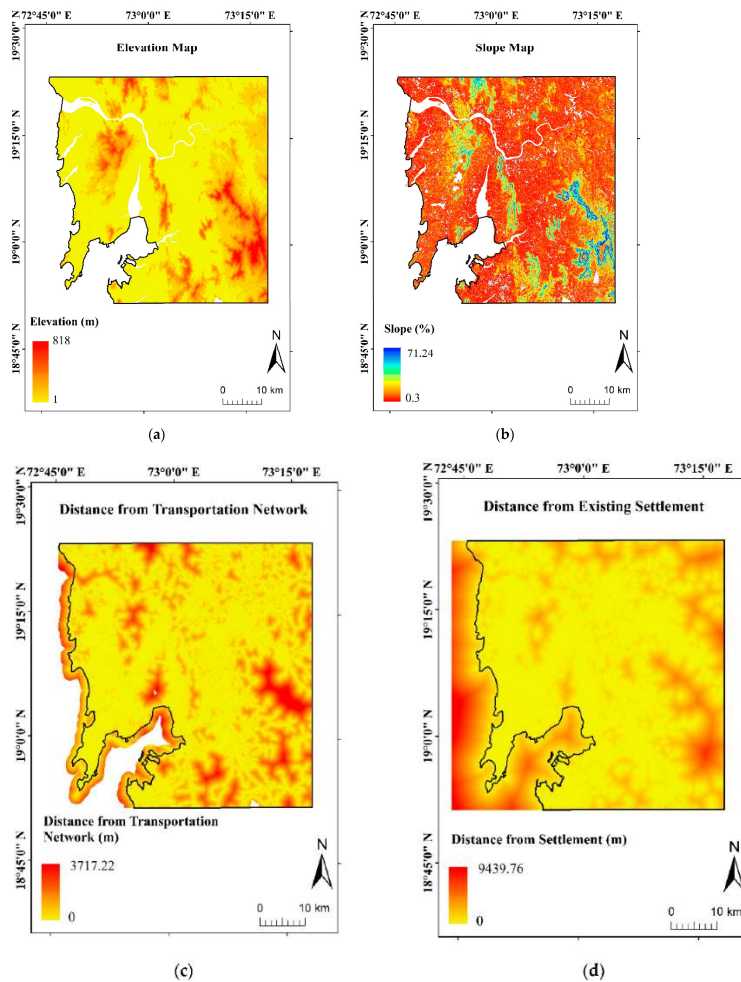 72°45'0" E 73°0'0" E 73°15'0" E
19°30'0" N
Elevation Map
19°15'0" N
19°0'0" N
18°45'0" N
Elevation (m)
818
1
N
0 10 km
(a)
72°45'0" E 73°0'0" E 73°15'0" E
19°30'0" N
Slope Map
19°15'0" N
19°0'0" N
18°45'0" N
Slope (%)
71.24
0.3
N
0 10 km
(b)
72°45'0" E 73°0'0" E 73°15'0" E
19°30'0" N
Distance from Transportation Network
19°15'0" N
19°0'0" N
18°45'0" N
Distance from Transportation
Network (m)
3717.22
0
N
0 10 km
(c)
72°45'0" E 73°0'0" E 73°15'0" E
19°30'0" N
Distance from Existing Settlement
19°15'0" N
19°0'0" N
18°45'0" N
Distance from Settlement (m)
9439.76
0
N
0 10 km
(d)